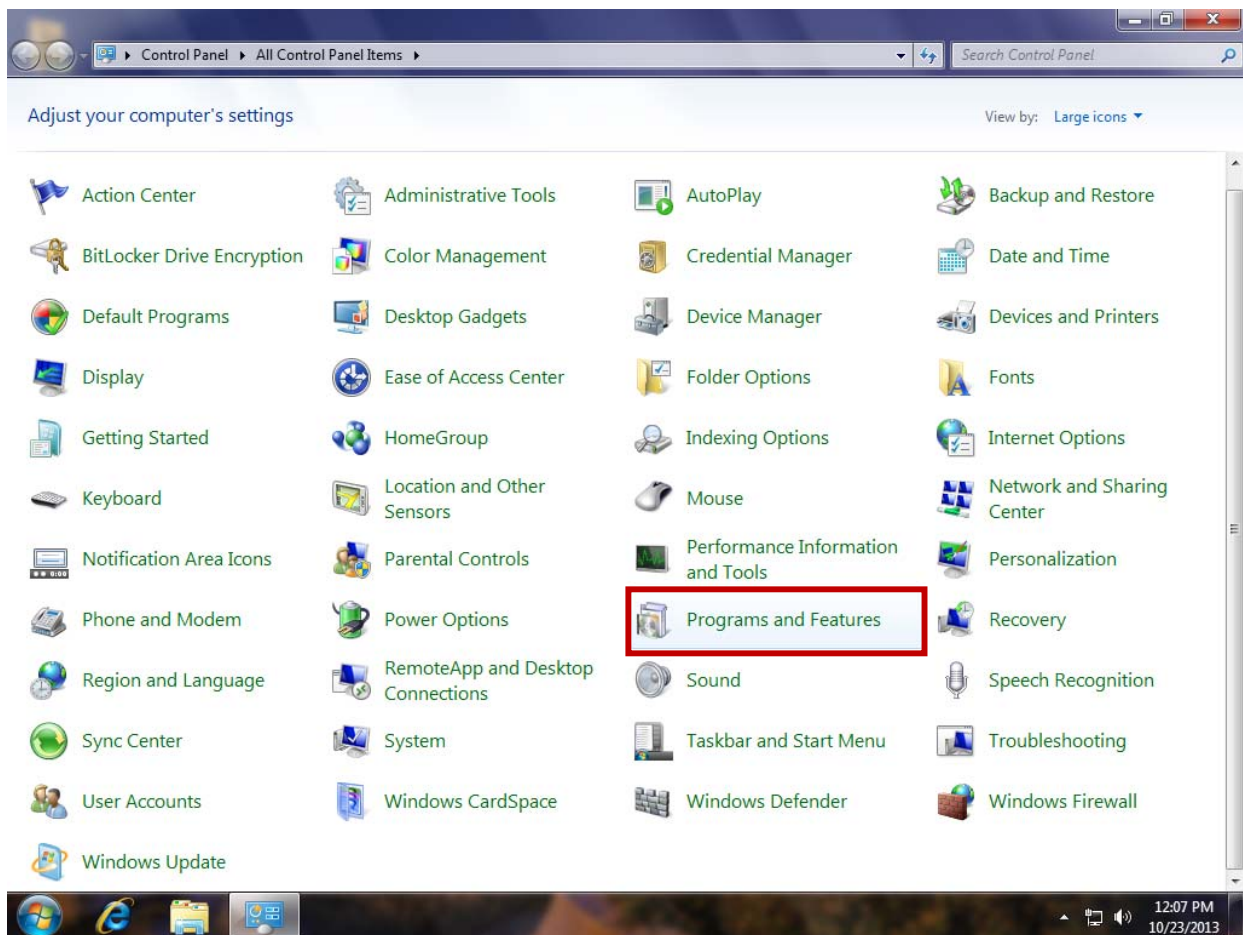 Control Panel All Control Panel Items
Search Control Panel
Adjust your computer's settings
View by: Large icons
Action Center
Administrative Tools
AutoPlay
Backup and Restore
BitLocker Drive Encryption
Color Management
Credential Manager
Date and Time
Default Programs
Desktop Gadgets
Device Manager
Devices and Printers
Display
Ease of Access Center
Folder Options
Fonts
Getting Started
HomeGroup
Indexing Options
Internet Options
Keyboard
Location and Other
Sensors
Mouse
Network and Sharing
Center
Notification Area Icons
Parental Controls
Performance Information
and Tools
Personalization
Phone and Modem
Power Options
Programs and Features
Recovery
Region and Language
RemoteApp and Desktop
Connections
Sound
Speech Recognition
Sync Center
System
Taskbar and Start Menu
Troubleshooting
User Accounts
Windows CardSpace
Windows Defender
Windows Firewall
Windows Update
12:07 PM
10/23/2013